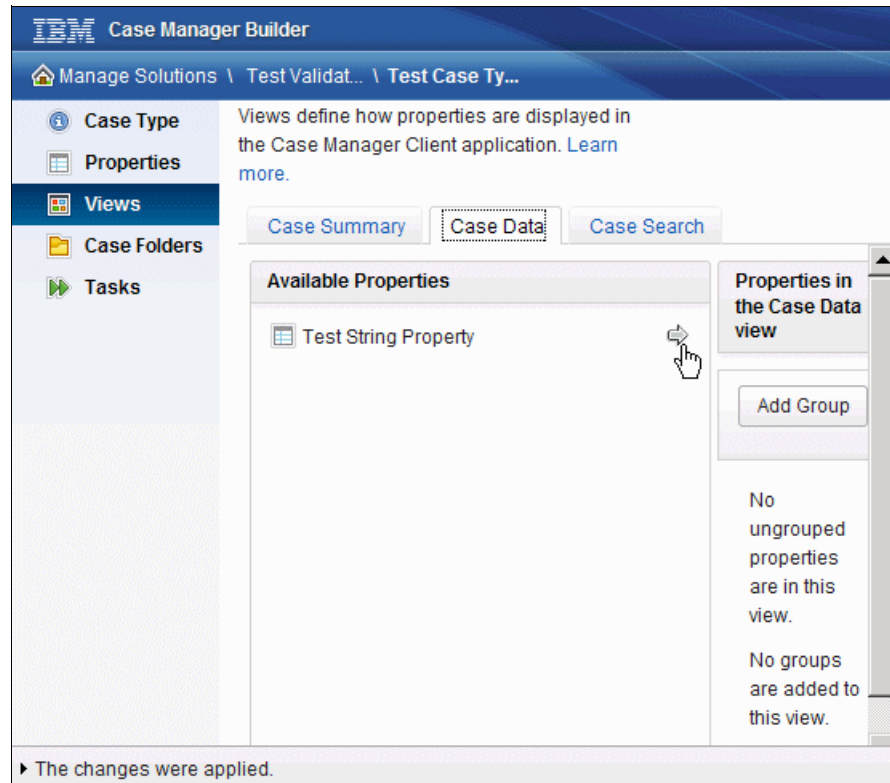 IBM Case Manager Builder
Manage Solutions \ Test Validat... \ Test Case Ty...
Case Type
Properties
Views
Case Folders
Tasks
Views define how properties are displayed in
the Case Manager Client application. Learn
more.
Case Summary
Case Data
Case Search
Available Properties
Test String Property
Properties in
the Case Data
view
Add Group
No
ungrouped
properties
are in this
view.
No groups
are added to
this view.
The changes were applied.